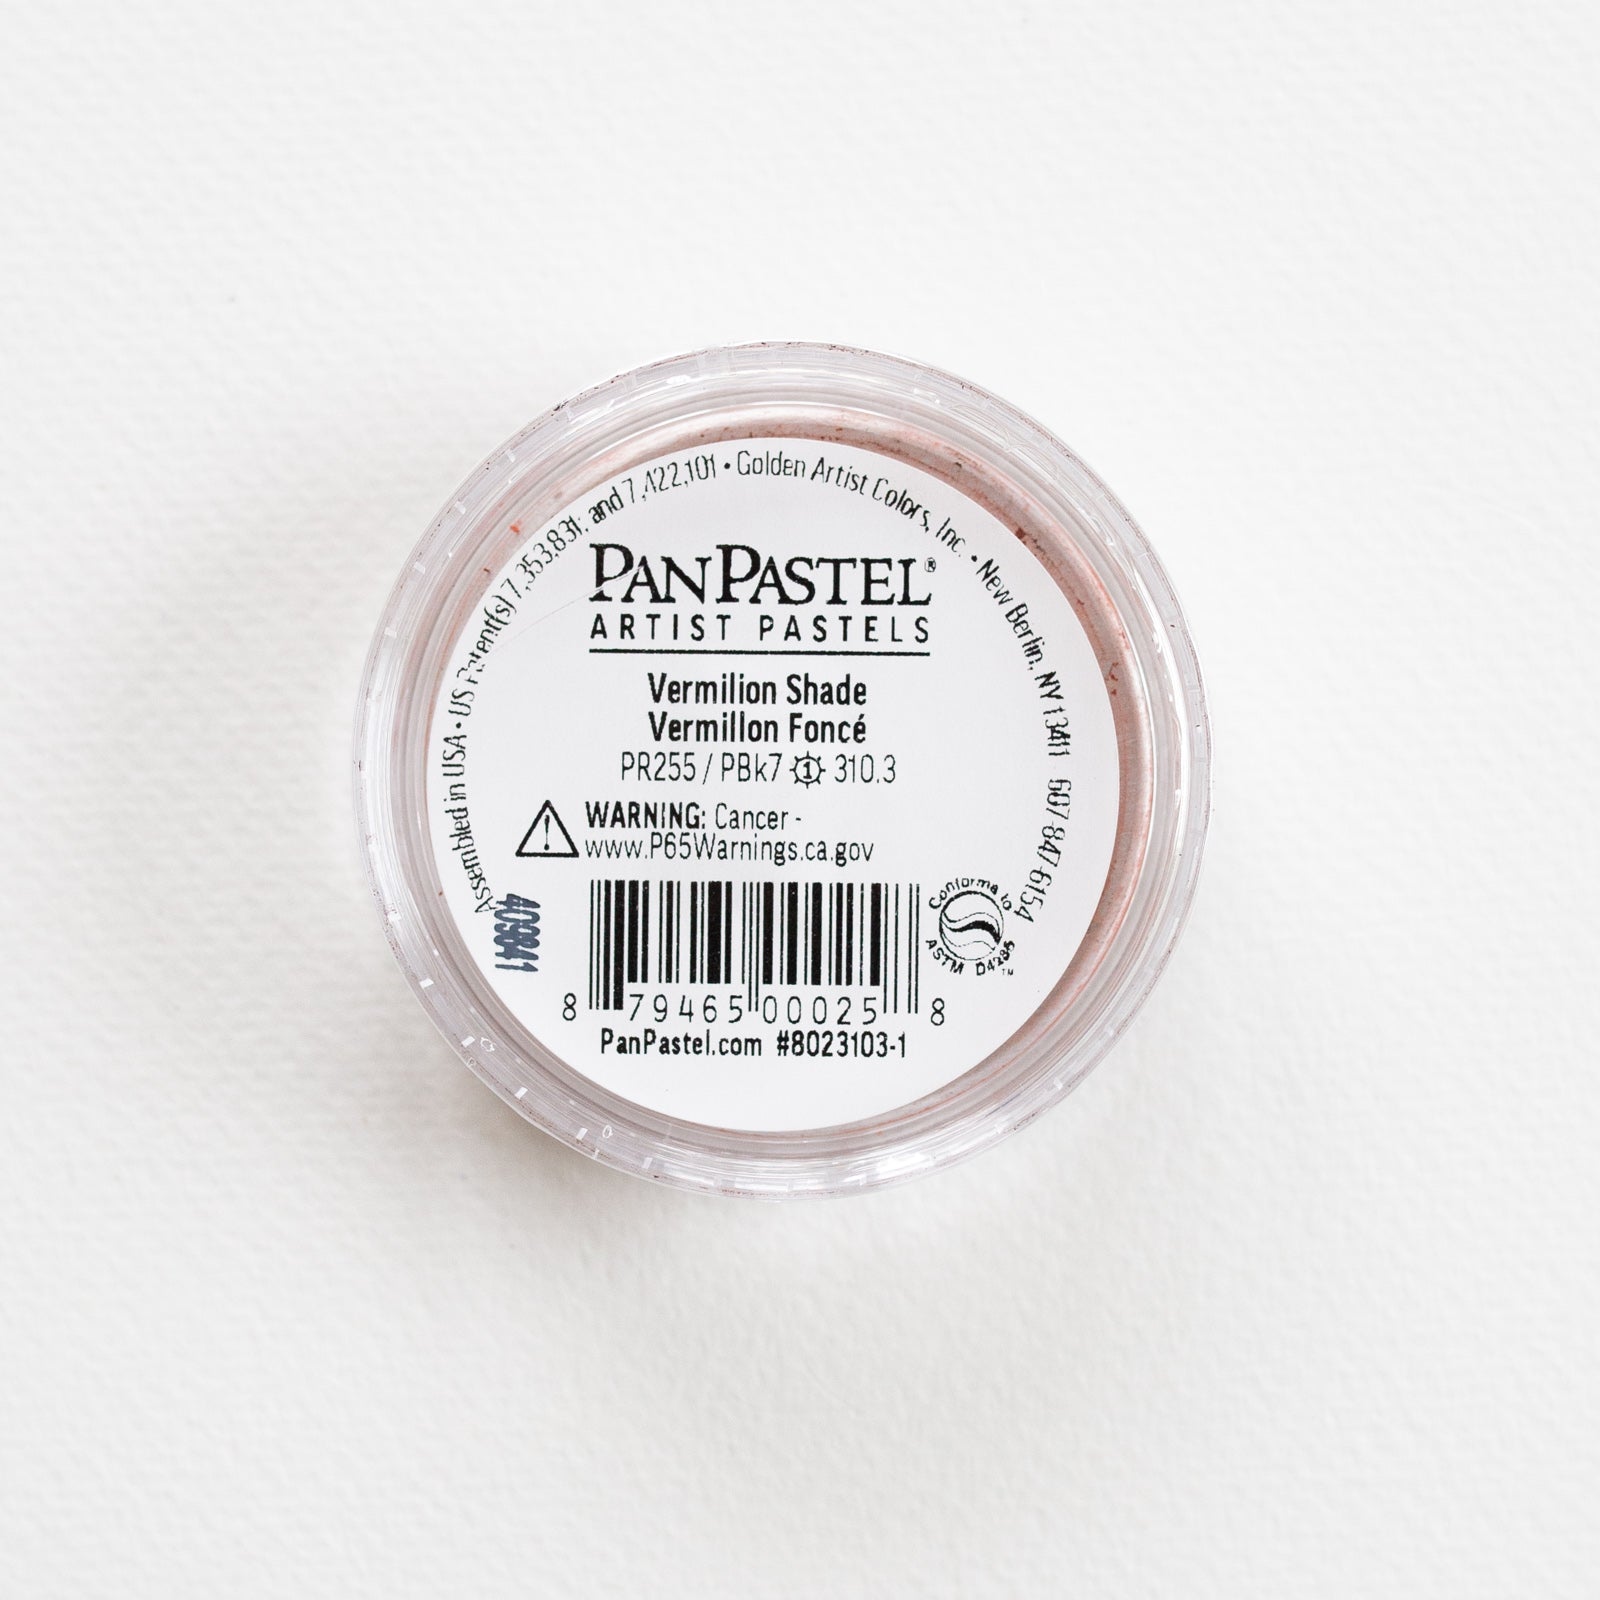 Assembled in USA • US Patent(s) 7,353,831; and 7,422,101 • Golden Artist Colors, Inc. • New Berlin, NY 13411 607-847-6154
PANPASTEL®
ARTIST PASTELS
Vermilion Shade
Vermillon Foncé
PR255 / PBk7 1 310.3
WARNING: Cancer -
www.P65Warnings.ca.gov
409841
Conforms to
ASTM D4236™
8 79465 00025 8
PanPastel.com #8023103-1